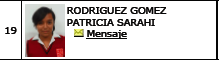 19
RODRIGUEZ GOMEZ
PATRICIA SARAHI
Mensaje